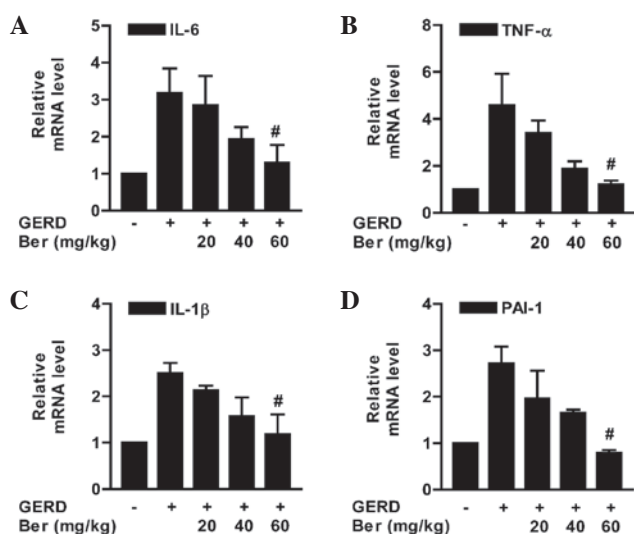 A
IL-6
Relative
mRNA level
5
4
3
2
1
0
#
GERD - + + + +
Ber (mg/kg) 20 40 60
B
TNF-α
Relative
mRNA level
8
6
4
2
0
#
GERD - + + + +
Ber (mg/kg) 20 40 60
C
IL-1β
Relative
mRNA level
4
3
2
1
0
#
GERD - + + + +
Ber (mg/kg) 20 40 60
D
PAI-1
Relative
mRNA level
4
3
2
1
0
#
GERD - + + + +
Ber (mg/kg) 20 40 60